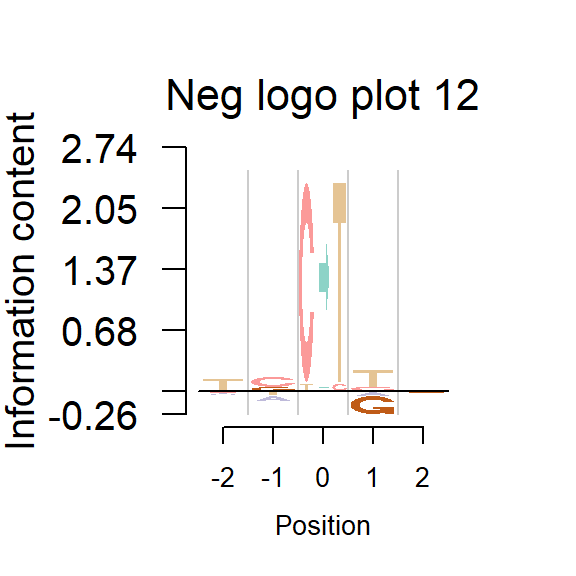 Neg logo plot 12
Information content
2.74
2.05
1.37
0.68
-0.26
T
C
C T
T
G
-2 -1 0 1 2
Position